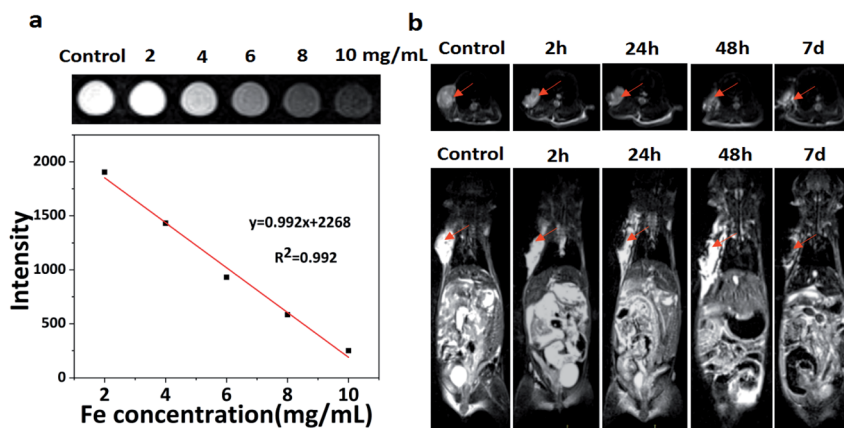 a
Control 2 4 6 8 10 mg/mL
2000
1500
1000
500
0
Intensity
y=0.992x+2268
R²=0.992
2 4 6 8 10
Fe concentration(mg/mL)
b
Control 2h 24h 48h 7d
Control 2h 24h 48h 7d